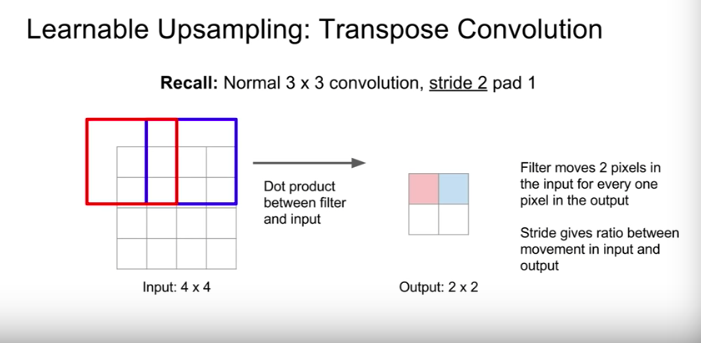 Learnable Upsampling: Transpose Convolution
Recall: Normal 3 x 3 convolution, stride 2 pad 1
Dot product
between filter
and input
Filter moves 2 pixels in
the input for every one
pixel in the output
Stride gives ratio between
movement in input and
output
Input: 4 x 4
Output: 2 x 2